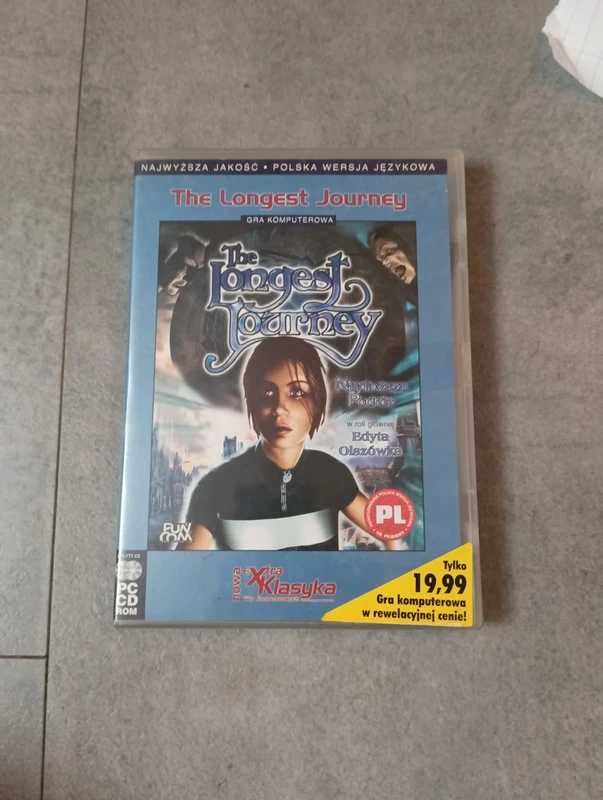 NAJWYŻSZA JAKOŚĆ • POLSKA WERSJA JĘZYKOWA
The Longest Journey
GRA KOMPUTEROWA
The
Longest
Journey
Najdłuższa
Podróż
w roli głównej
Edyta
Olszówka
PL
FUN
COM
PC
CD
ROM
nowa eXtra
Klasyka
Tylko
19,99
Gra komputerowa
w rewelacyjnej cenie!